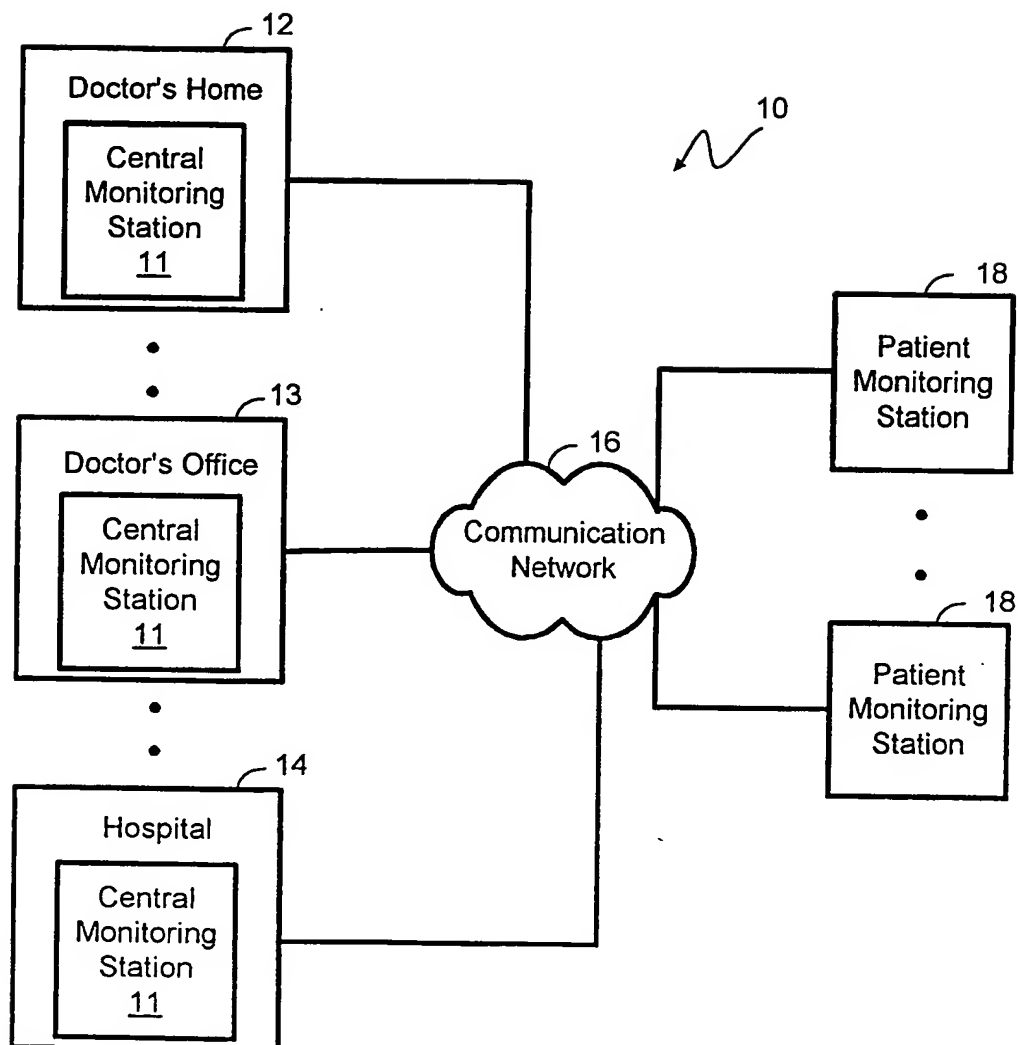 12
Doctor's Home
Central
Monitoring
Station
11
10
13
Doctor's Office
Central
Monitoring
Station
11
14
Hospital
Central
Monitoring
Station
11
16
Communication
Network
18
Patient
Monitoring
Station
18
Patient
Monitoring
Station